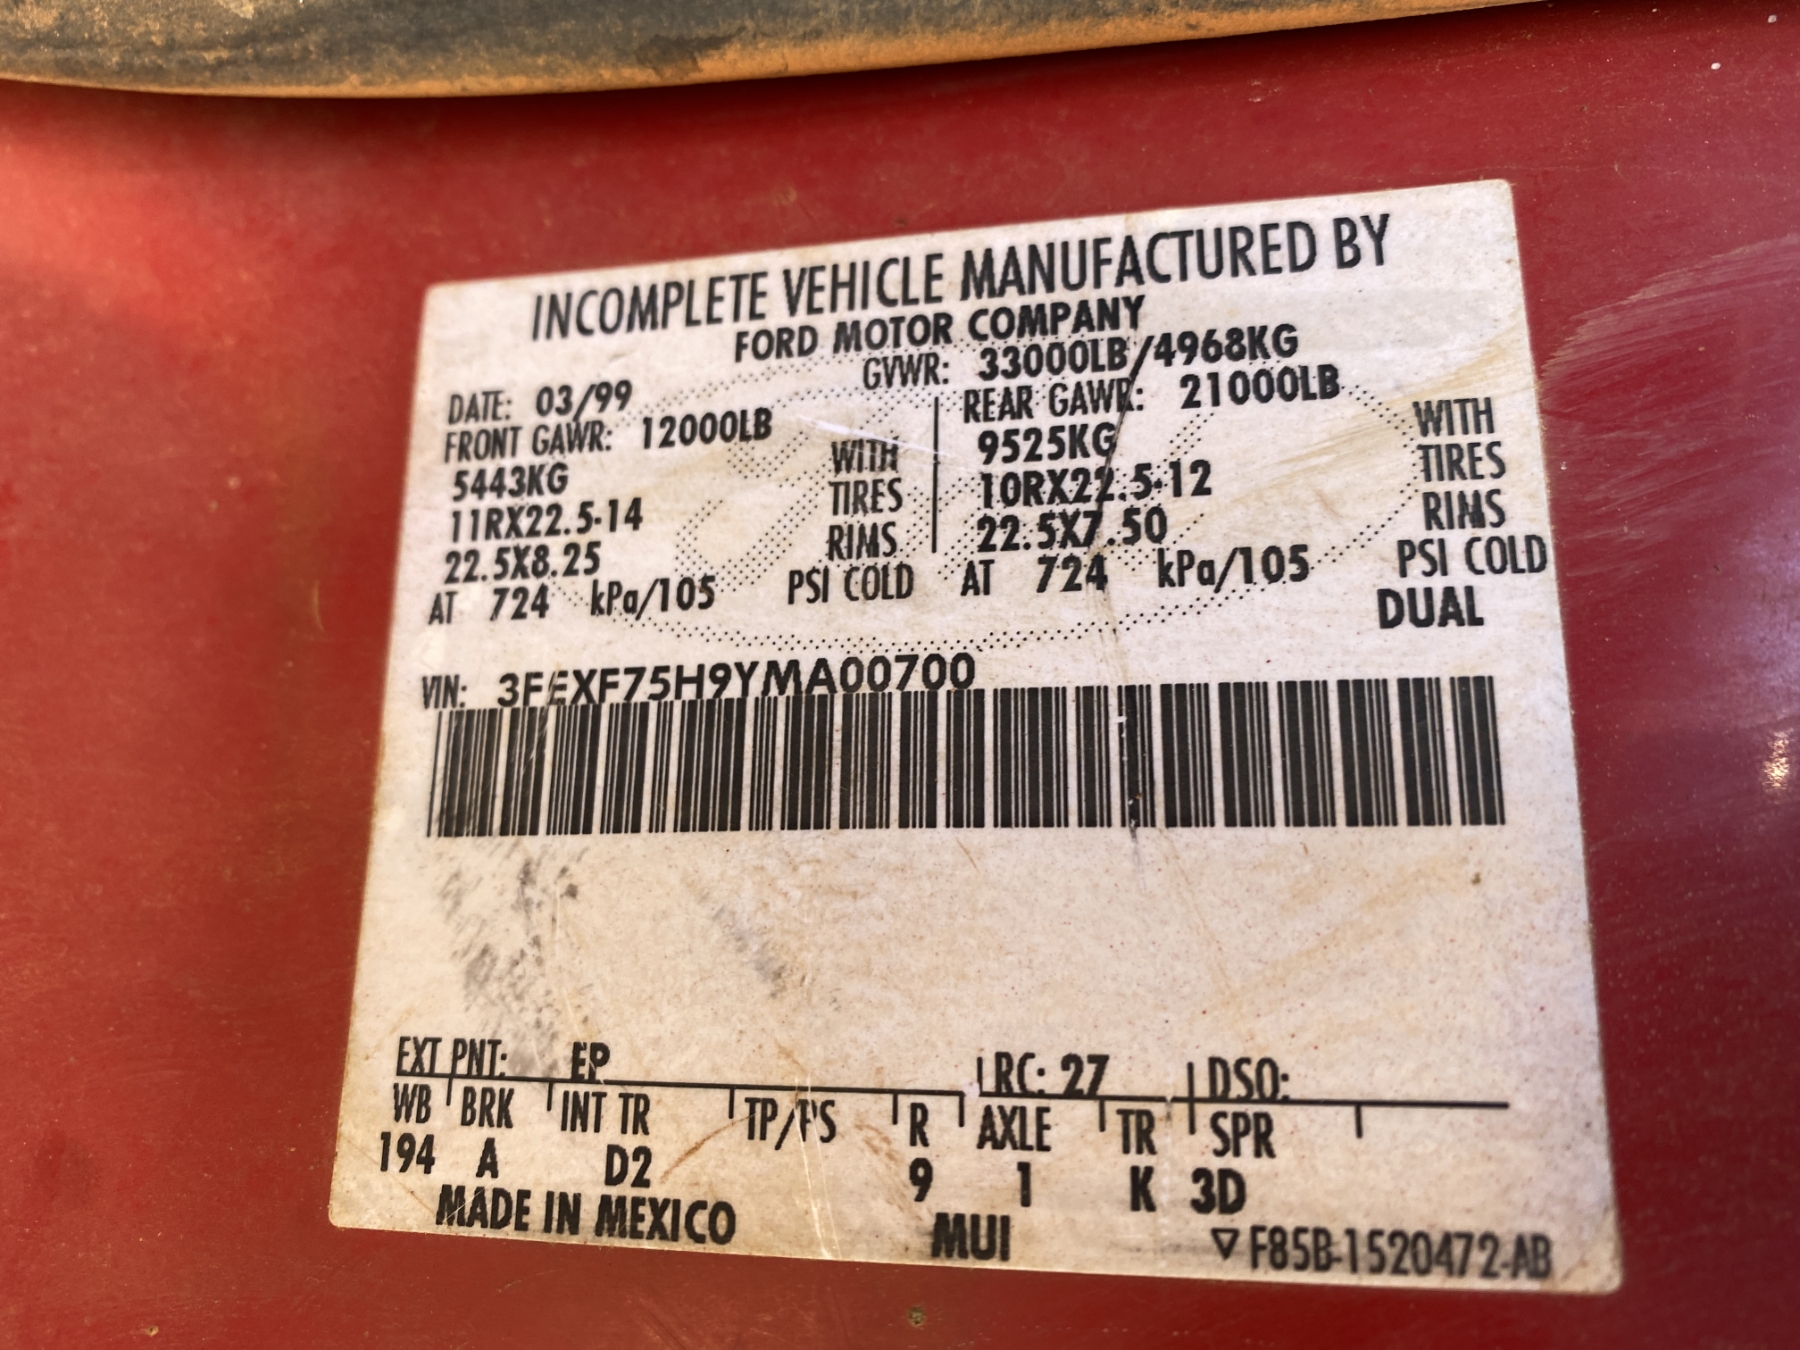 INCOMPLETE VEHICLE MANUFACTURED BY
FORD MOTOR COMPANY
DATE: 03/99 GVWR: 33000LB/4968KG
FRONT GAWR: 12000LB REAR GAWR: 21000LB
5443KG WITH 9525KG WITH
11RX22.5-14 TIRES 10RX22.5-12 TIRES
22.5X8.25 RIMS 22.5X7.50 RIMS
AT 724 kPa/105 PSI COLD AT 724 kPa/105 PSI COLD
DUAL
VIN: 3FEXF75H9YMA00700
EXT PNT: EP RC: 27 DSO:
WB BRK INT TR TP/PS R AXLE TR SPR
194 A D2 9 1 K 3D
MADE IN MEXICO MUI ▽ F85B-1520472-AB